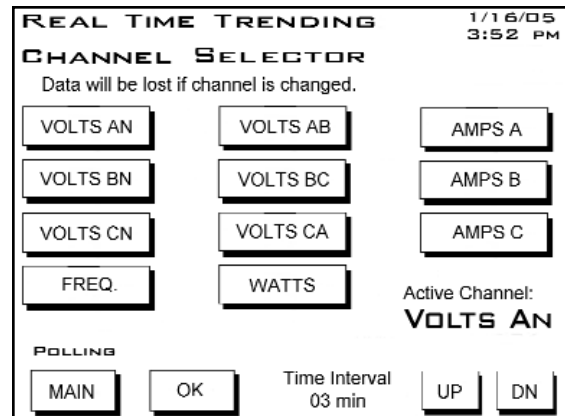 REAL TIME TRENDING
1/16/05
3:52 PM
CHANNEL SELECTOR
Data will be lost if channel is changed.
VOLTS AN
VOLTS AB
AMPS A
VOLTS BN
VOLTS BC
AMPS B
VOLTS CN
VOLTS CA
AMPS C
FREQ.
WATTS
Active Channel:
VOLTS AN
POLLING
MAIN
OK
Time Interval
03 min
UP
DN